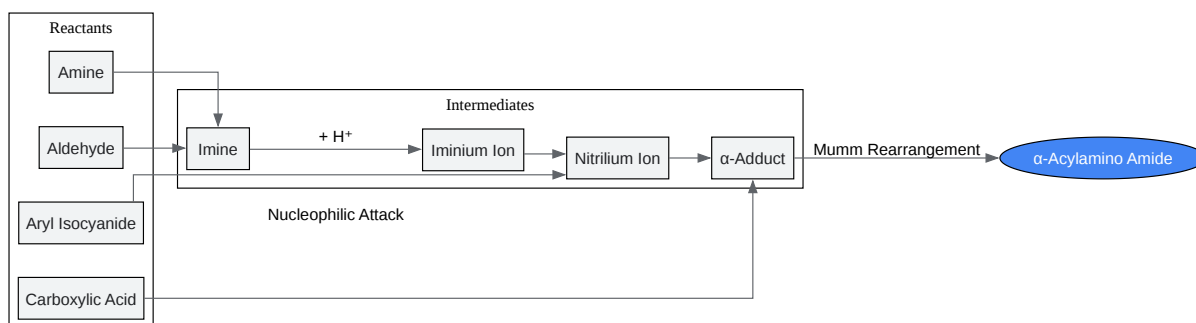 Reactants
Amine
Aldehyde
Aryl Isocyanide
Carboxylic Acid
Intermediates
Imine
+ H⁺
Iminium Ion
Nitrilium Ion
α-Adduct
Nucleophilic Attack
Mumm Rearrangement
α-Acylamino Amide